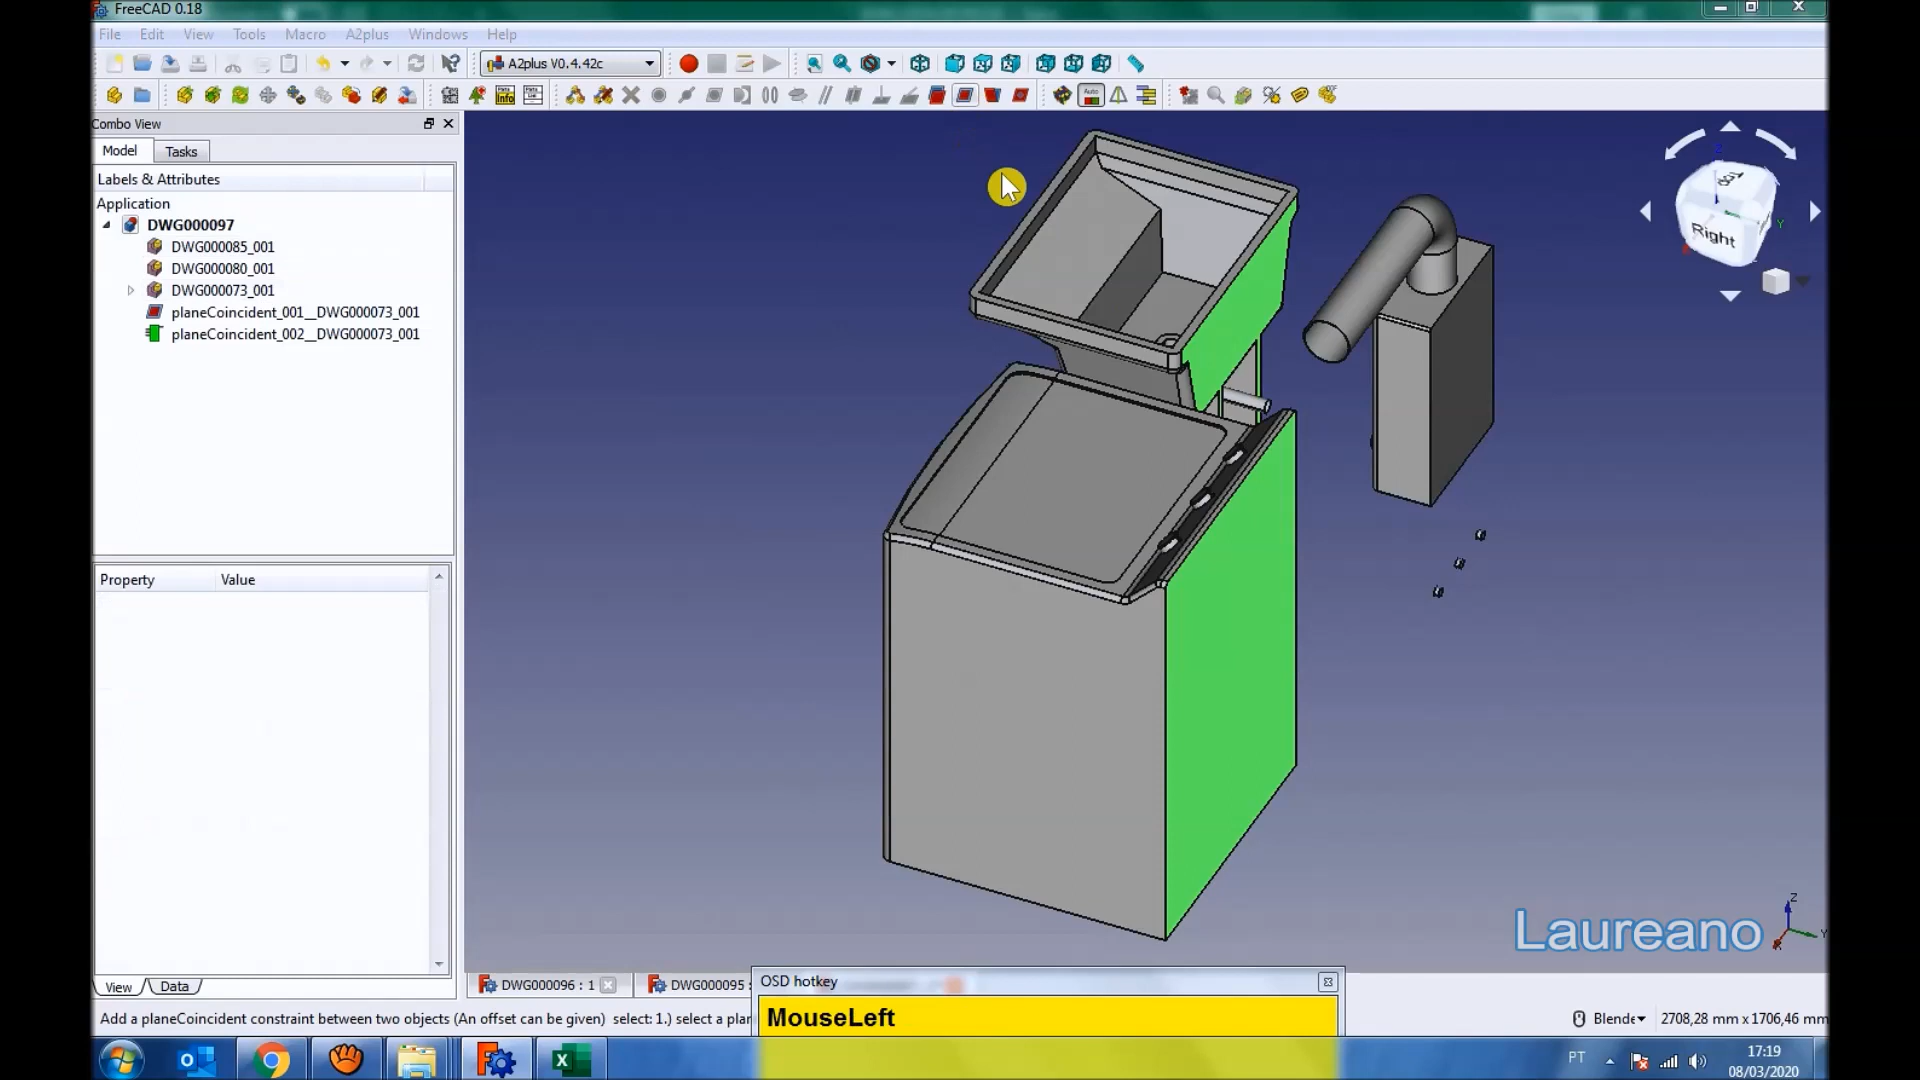 FreeCAD 0.18
File Edit View Tools Macro A2plus Windows Help
A2plus V0.4.42c
Combo View
Model Tasks
Labels & Attributes
Application
DWG000097
DWG000085_001
DWG000080_001
DWG000073_001
planeCoincident_001__DWG000073_001
planeCoincident_002__DWG000073_001
Property Value
View Data
Top
Right
Z
Y
Laureano
Z
Y
DWG000096 : 1
DWG000095 :
OSD hotkey
MouseLeft
Add a planeCoincident constraint between two objects (An offset can be given) select: 1.) select a plan
Blende
2708,28 mm x 1706,46 mm
PT
17:19
08/03/2020